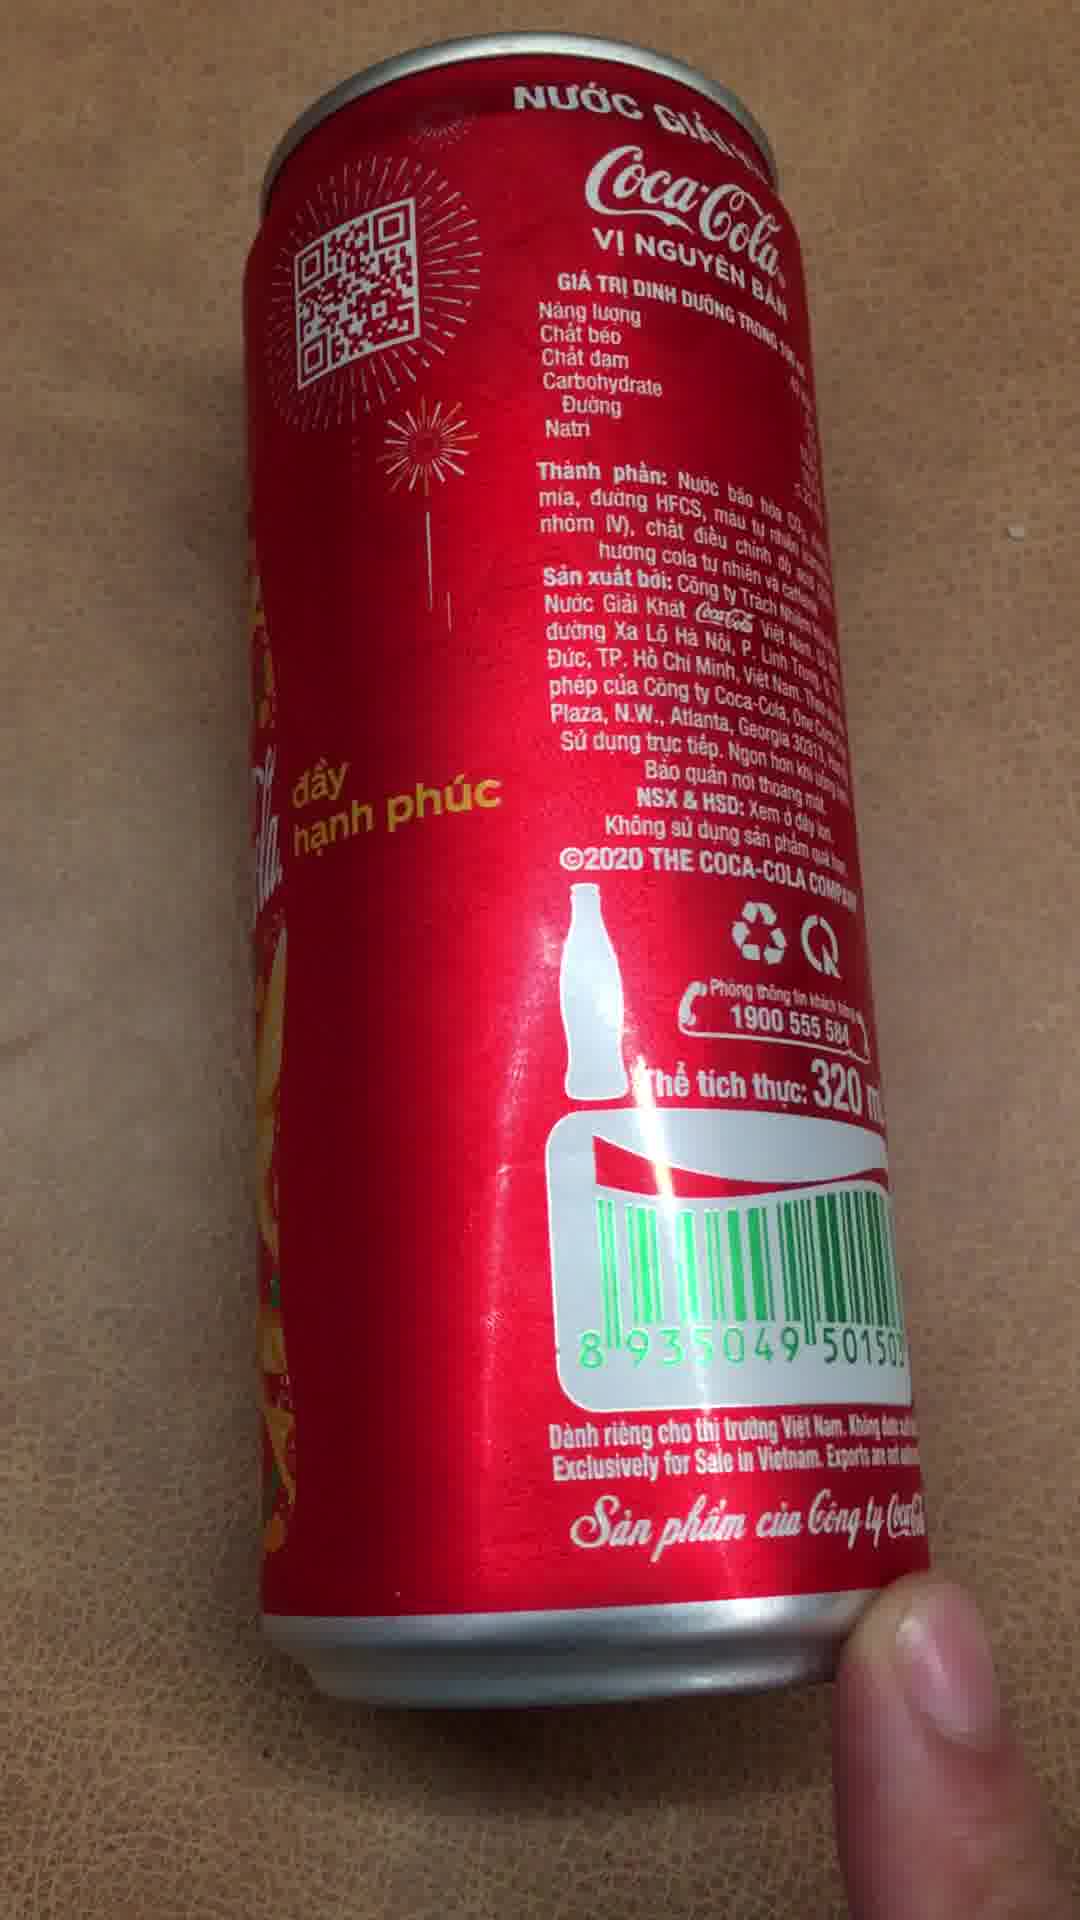 NƯỚC GIẢI
Coca-Cola
VỊ NGUYÊN BẢN
GIÁ TRỊ DINH DƯỠNG TRONG
Năng lượng
Chất béo
Chất đạm
Carbohydrate
Đường
Natri
Thành phần: Nước bão hòa CO₂,
mía, đường HFCS, màu tự nhiên
nhóm IV), chất điều chỉnh độ
hương cola tự nhiên và caffeine
Sản xuất bởi: Công ty Trách Nhiệm
Nước Giải Khát Coca-Cola Việt Nam.
đường Xa Lộ Hà Nội, P. Linh Trung,
Đức, TP. Hồ Chí Minh, Việt Nam.
phép của Công ty Coca-Cola, One Coca-
Plaza, N.W., Atlanta, Georgia 30313,
Sử dụng trực tiếp. Ngon hơn khi uống
Bảo quản nơi thoáng mát.
NSX & HSD: Xem ở đáy lon.
Không sử dụng sản phẩm quá hạn.
©2020 THE COCA-COLA COMPANY
đầy
hạnh phúc
la
Phòng thông tin khách hàng
1900 555 584
Thể tích thực: 320 m
8 935049 50150
Dành riêng cho thị trường Việt Nam. Không được
Exclusively for Sale in Vietnam. Exports are not
Sản phẩm của Công ty Coca-Cola